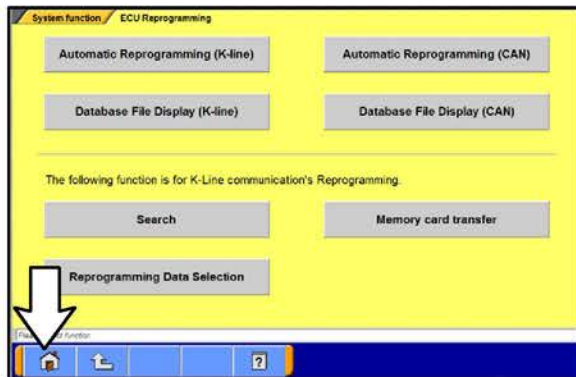 System function ECU Reprogramming
Automatic Reprogramming (K-line) Automatic Reprogramming (CAN)
Database File Display (K-line) Database File Display (CAN)
The following function is for K-Line communication's Reprogramming.
Search Memory card transfer
Reprogramming Data Selection
function
?